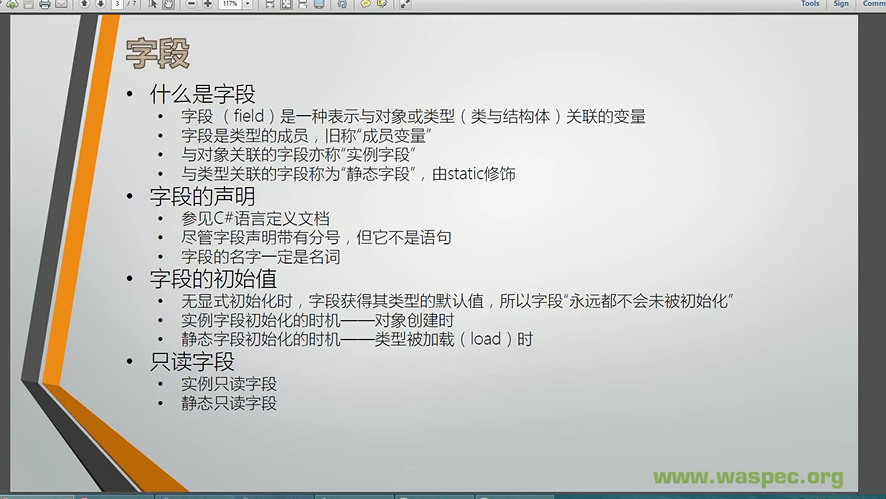 3 / 7
117%
Tools Sign Comm
字段
• 什么是字段
• 字段 （ field ）是一种表示与对象或类型（ 类与结构体 ）关联的变量
• 字段是类型的成员，旧称“成员变量”
• 与对象关联的字段亦称“实例字段”
• 与类型关联的字段称为“静态字段”，由static修饰
• 字段的声明
• 参见C#语言定义文档
• 尽管字段声明带有分号，但它不是语句
• 字段的名字一定是名词
• 字段的初始值
• 无显式初始化时，字段获得其类型的默认值，所以字段“永远都不会未被初始化”
• 实例字段初始化的时机——对象创建时
• 静态字段初始化的时机——类型被加载（ load ）时
• 只读字段
• 实例只读字段
• 静态只读字段
www.waspec.org